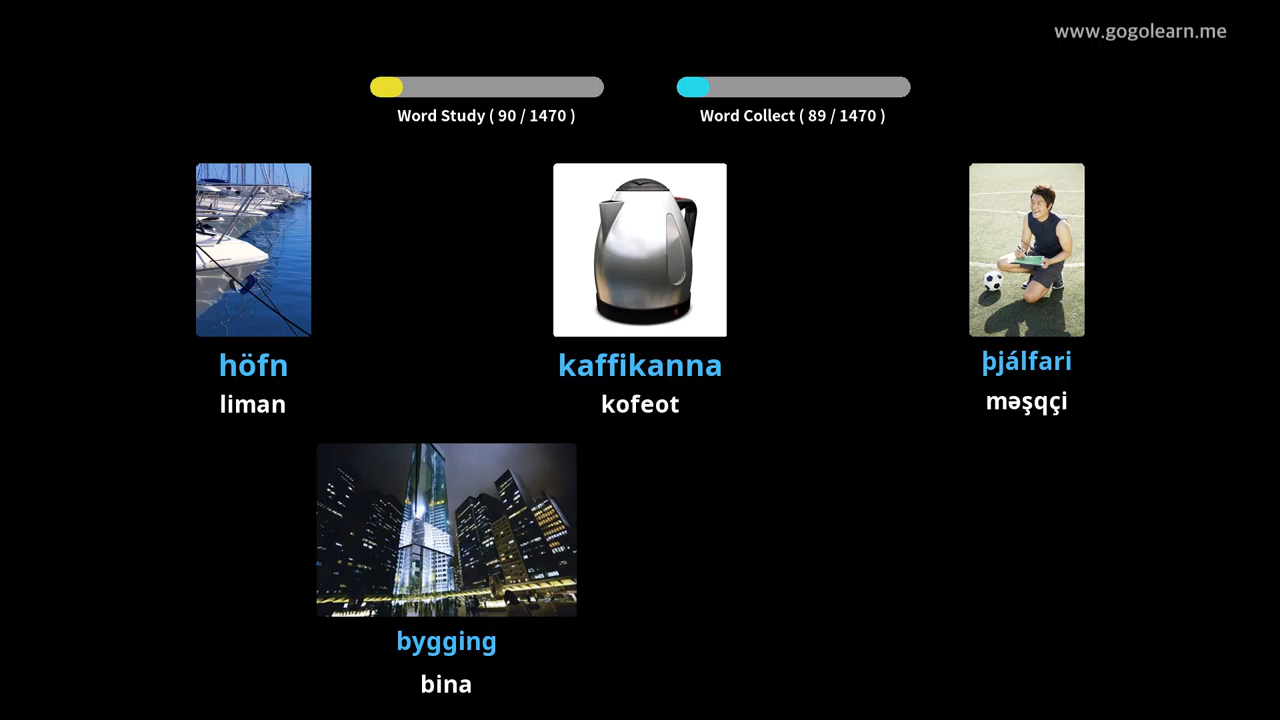 www.gogolearn.me
Word Study ( 90 / 1470 )
Word Collect ( 89 / 1470 )
höfn
liman
kaffikanna
kofeot
þjálfari
məşqçi
bygging
bina